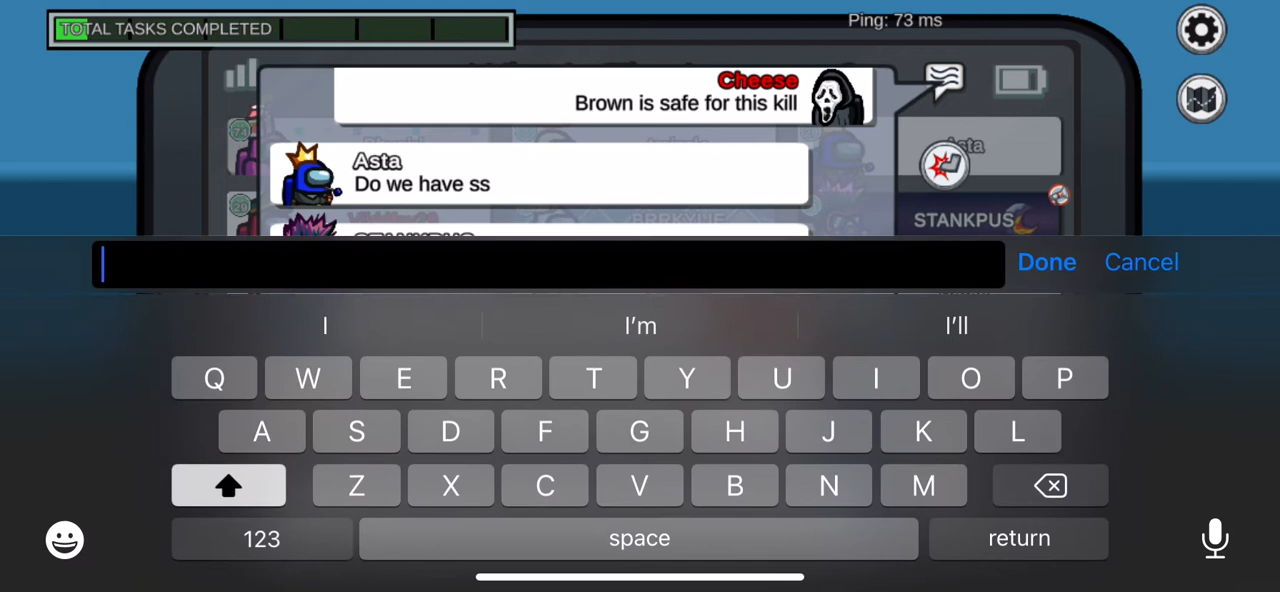 TOTAL TASKS COMPLETED
Ping: 73 ms
Cheese
Brown is safe for this kill
Asta
Do we have ss
STANKPUS
Done
Cancel
I
I'm
I'll
Q W E R T Y U I O P
A S D F G H J K L
Z X C V B N M
123
space
return